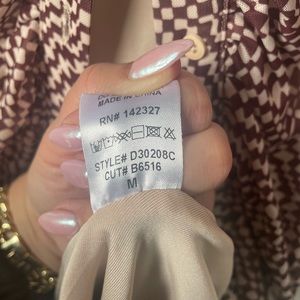 MADE IN CHINA
RN# 142327
STYLE# D30208C
CUT# B6516
M